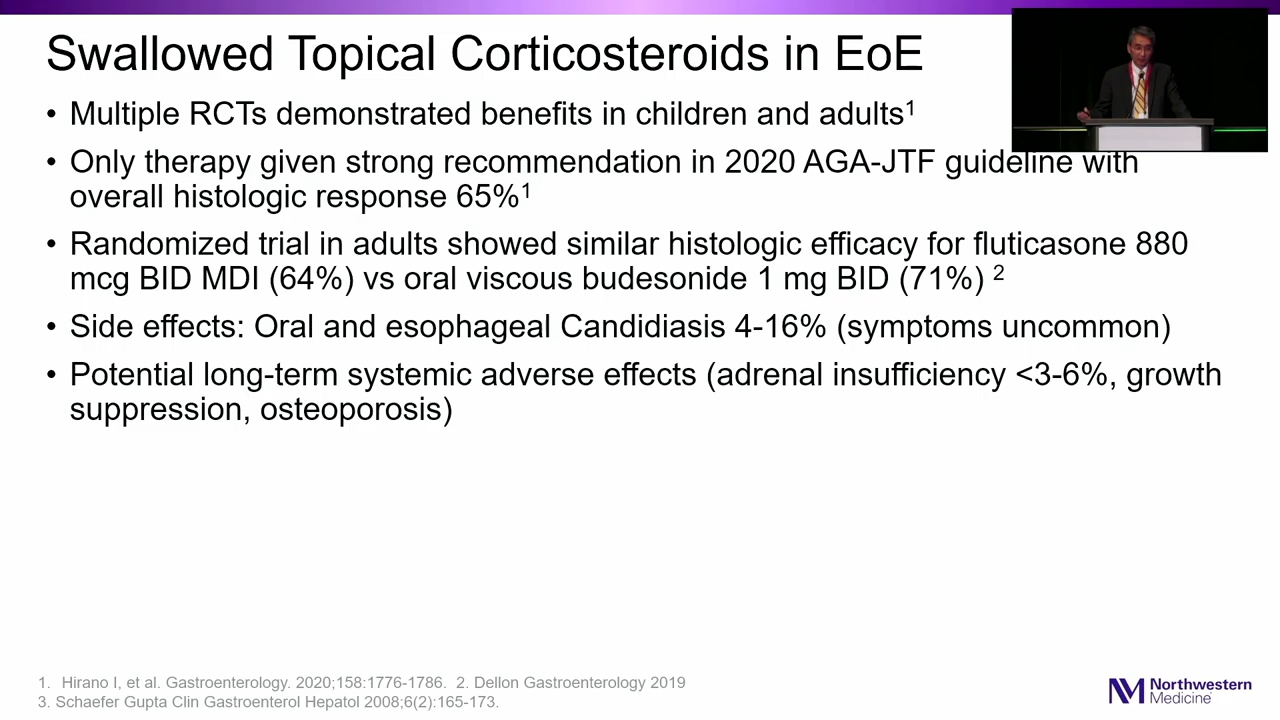 Swallowed Topical Corticosteroids in EoE
• Multiple RCTs demonstrated benefits in children and adults¹
• Only therapy given strong recommendation in 2020 AGA-JTF guideline with
overall histologic response 65%¹
• Randomized trial in adults showed similar histologic efficacy for fluticasone 880
mcg BID MDI (64%) vs oral viscous budesonide 1 mg BID (71%) ²
• Side effects: Oral and esophageal Candidiasis 4-16% (symptoms uncommon)
• Potential long-term systemic adverse effects (adrenal insufficiency <3-6%, growth
suppression, osteoporosis)
1. Hirano I, et al. Gastroenterology. 2020;158:1776-1786. 2. Dellon Gastroenterology 2019
3. Schaefer Gupta Clin Gastroenterol Hepatol 2008;6(2):165-173.
Northwestern
Medicine